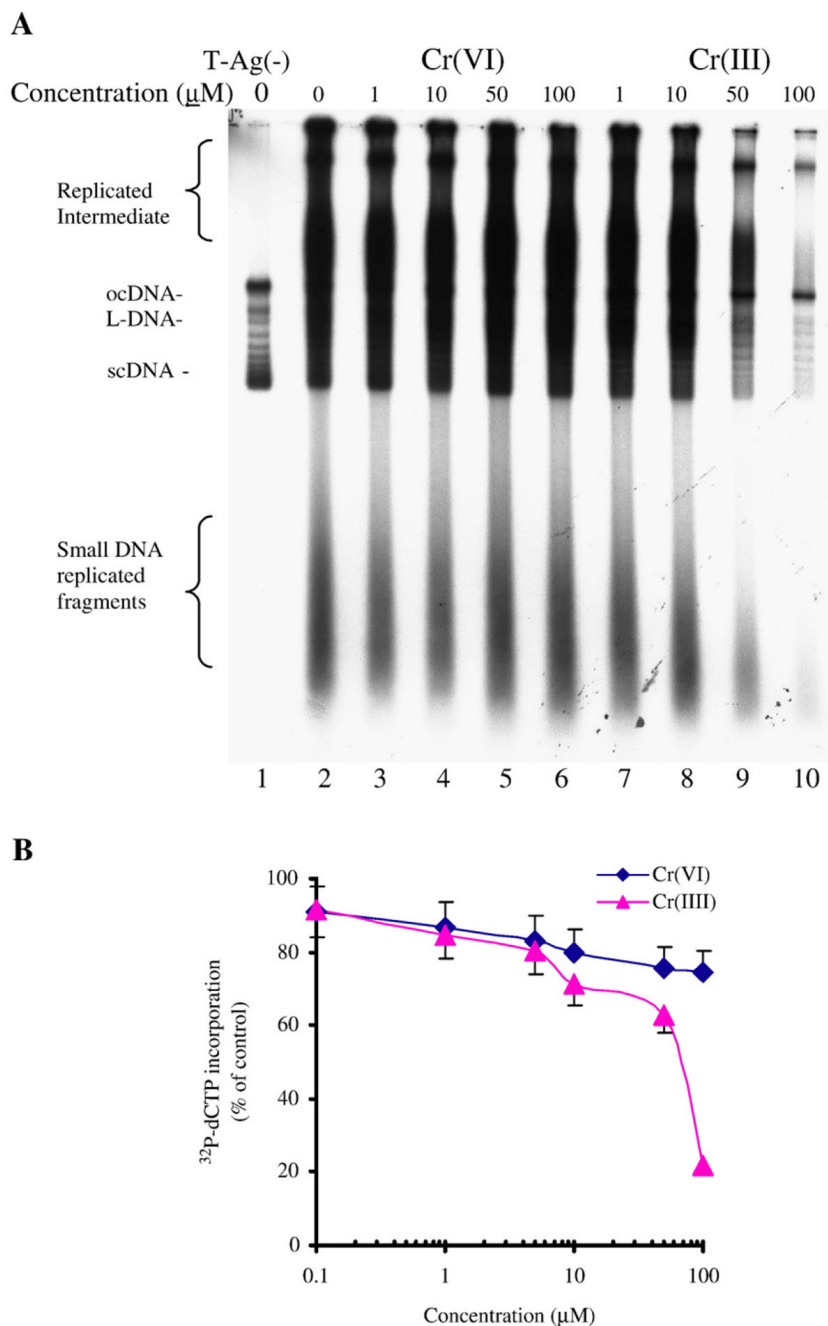 A
T-Ag(-) Cr(VI) Cr(III)
Concentration (µM) 0 0 1 10 50 100 1 10 50 100
Replicated
Intermediate
ocDNA-
L-DNA-
scDNA -
Small DNA
replicated
fragments
1 2 3 4 5 6 7 8 9 10
B
Cr(VI)
Cr(IIII)
100
80
60
40
20
0
³²P-dCTP incorporation
(% of control)
0.1 1 10 100
Concentration (µM)